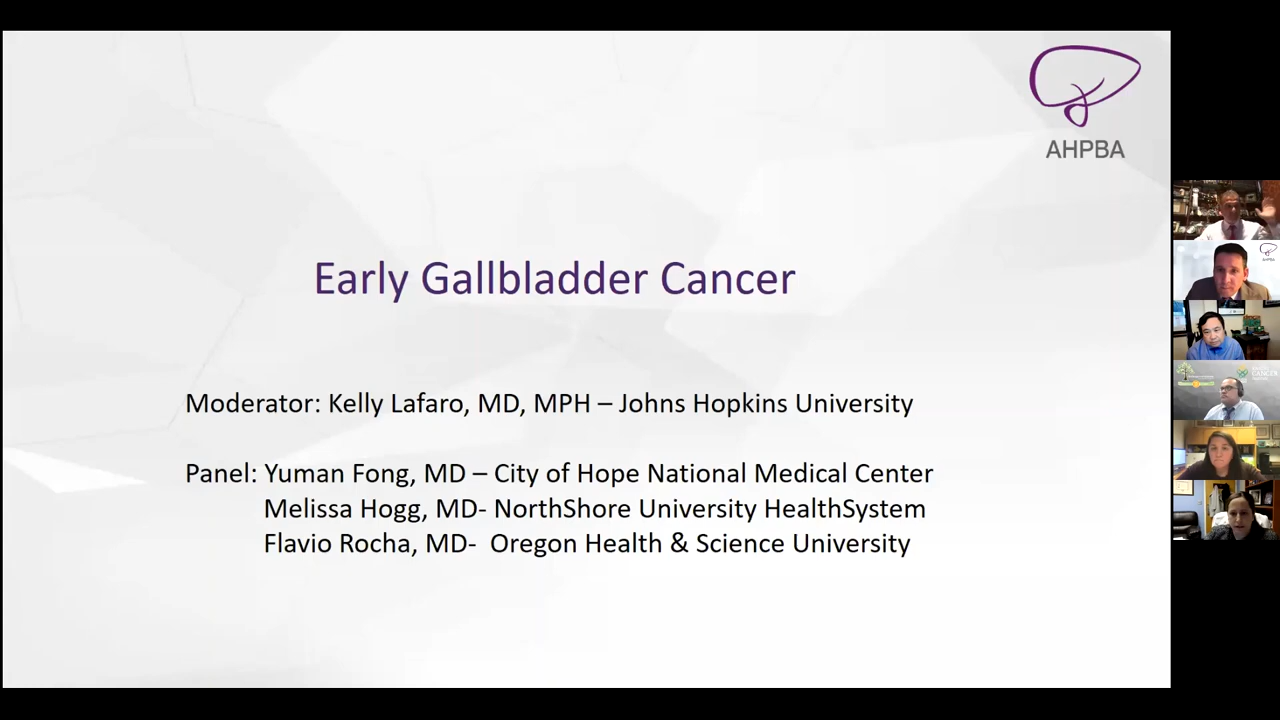 AHPBA
Early Gallbladder Cancer
Moderator: Kelly Lafaro, MD, MPH – Johns Hopkins University
Panel: Yuman Fong, MD – City of Hope National Medical Center
Melissa Hogg, MD- NorthShore University HealthSystem
Flavio Rocha, MD-  Oregon Health & Science University
AHPBA